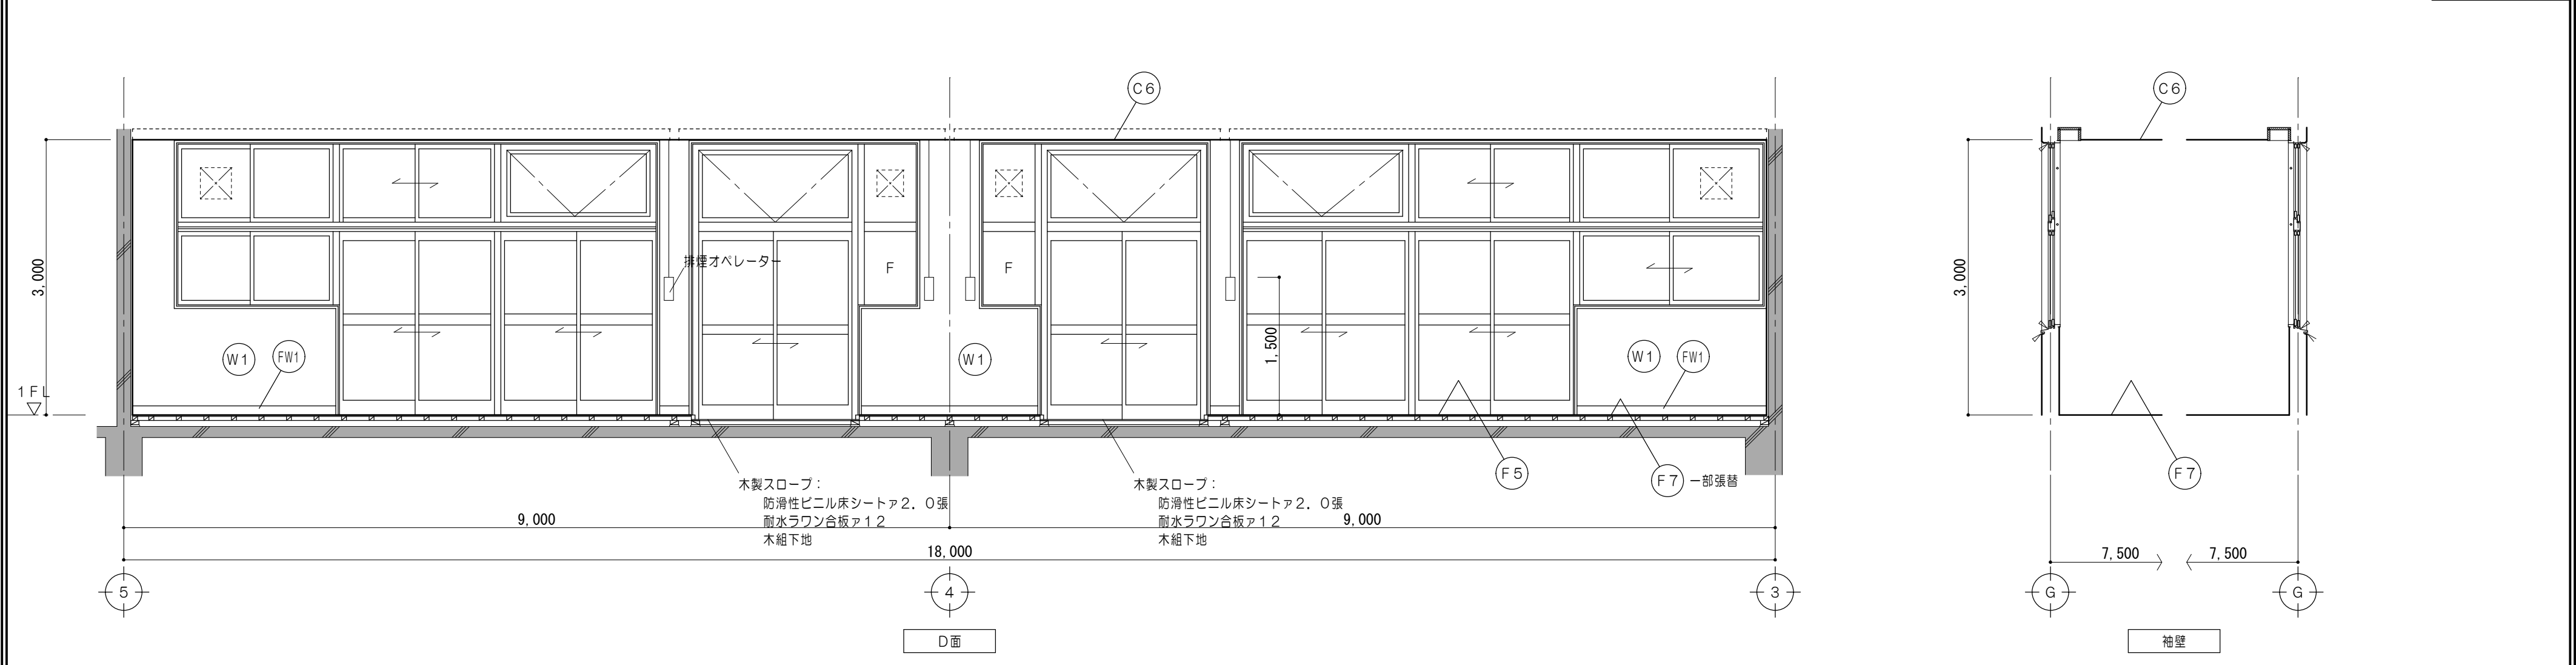 C6
C6
3,000
排煙オペレーター
F
F
3,000
1,500
W1
FW1
W1
W1
FW1
1FL
F5
F7 一部張替
F7
木製スロープ:
防滑性ビニル床シートァ2.0張
耐水ラワン合板ァ12
木組下地
木製スロープ:
防滑性ビニル床シートァ2.0張
耐水ラワン合板ァ12
木組下地
9,000
9,000
18,000
7,500
7,500
5
4
3
G
G
D面
袖壁